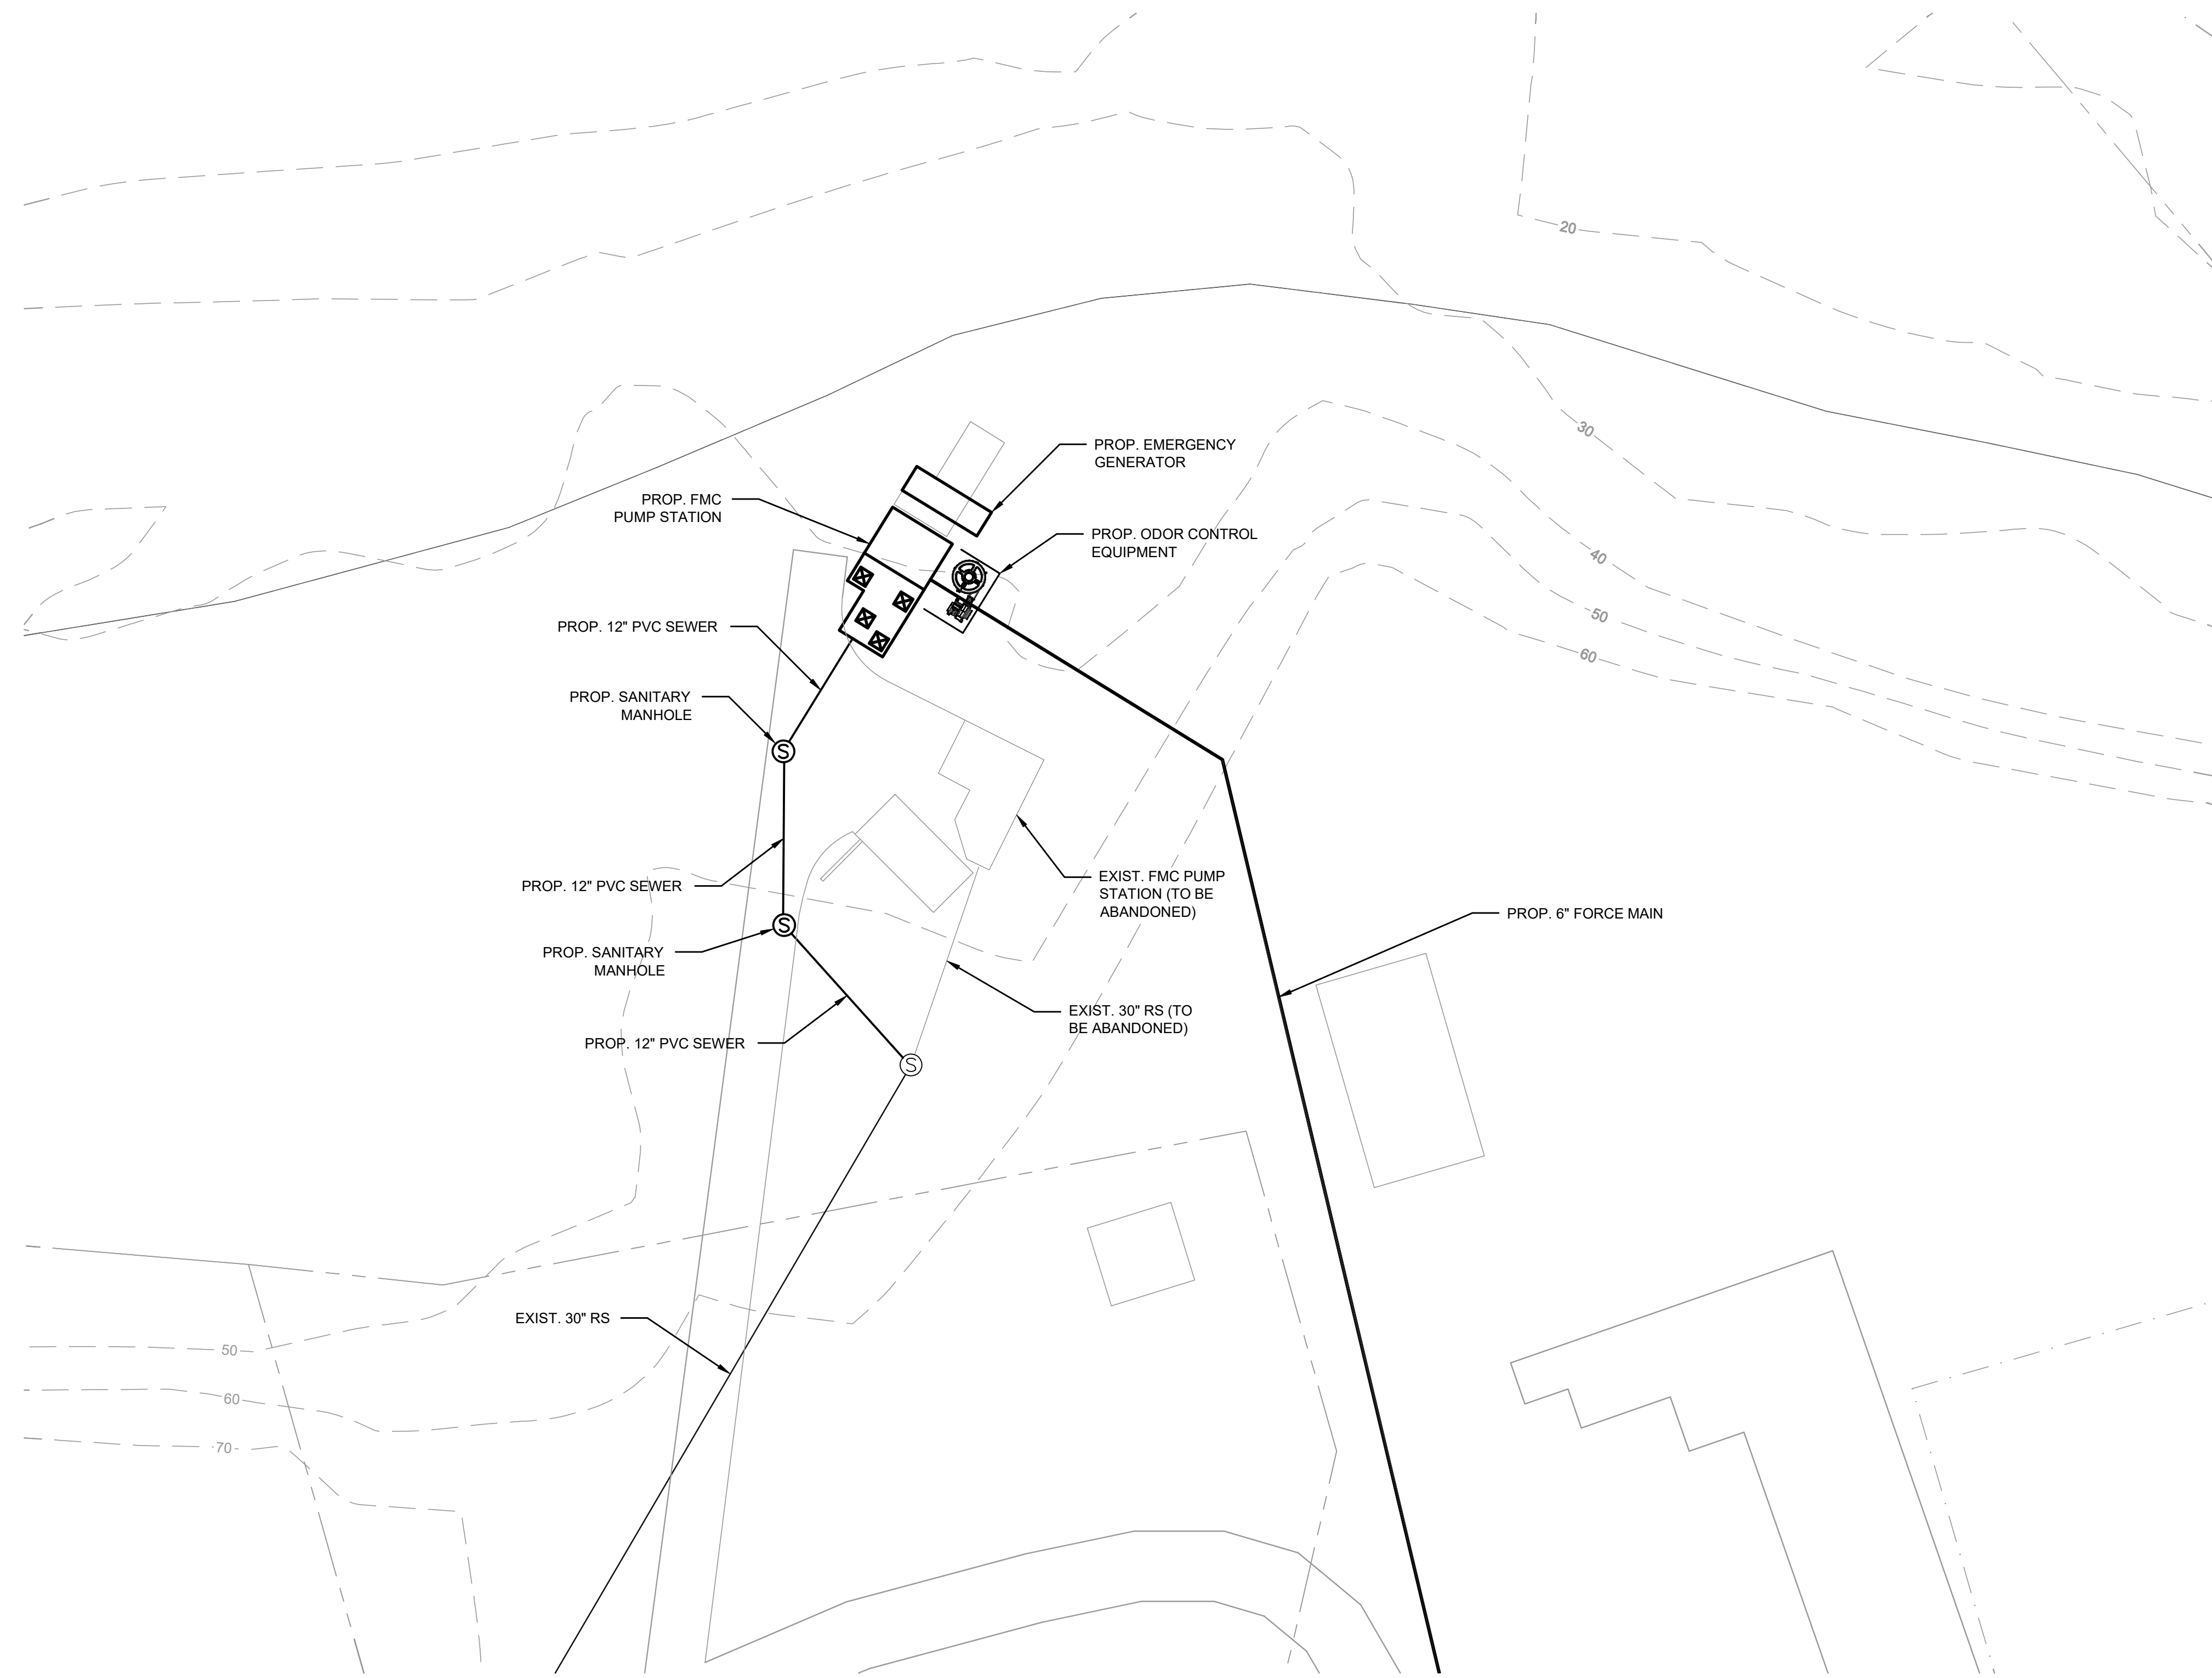 20
30
PROP. EMERGENCY
GENERATOR
PROP. FMC
PUMP STATION
PROP. ODOR CONTROL
EQUIPMENT
40
50
PROP. 12" PVC SEWER
60
PROP. SANITARY
MANHOLE
S
EXIST. FMC PUMP
STATION (TO BE
ABANDONED)
PROP. 12" PVC SEWER
PROP. 6" FORCE MAIN
S
PROP. SANITARY
MANHOLE
EXIST. 30" RS (TO
BE ABANDONED)
PROP. 12" PVC SEWER
S
EXIST. 30" RS
50
60
70